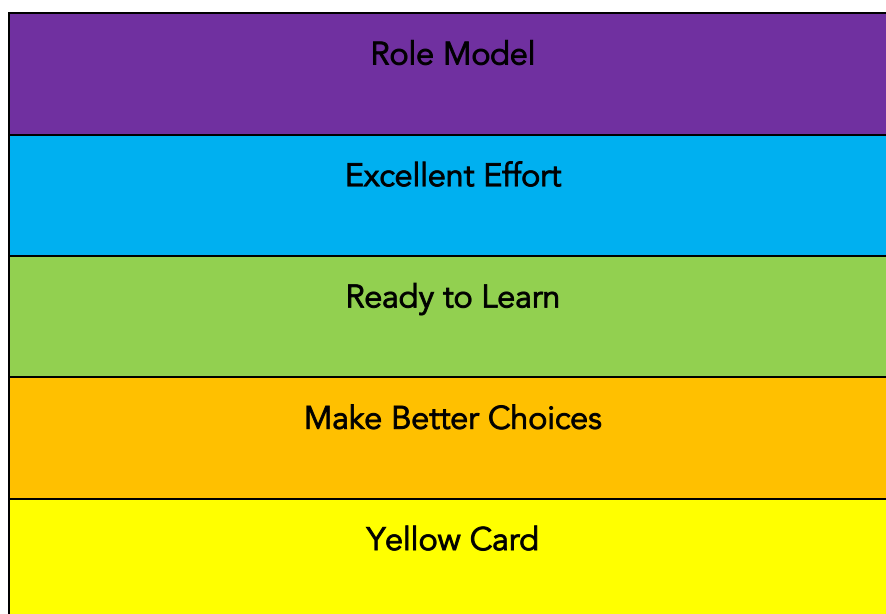 Role Model
Excellent Effort
Ready to Learn
Make Better Choices
Yellow Card